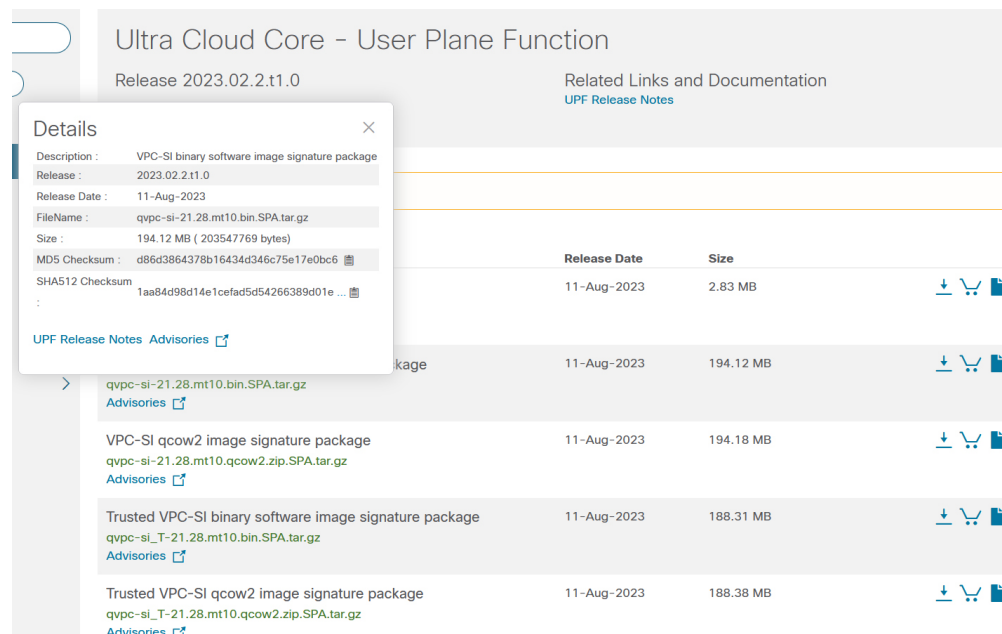 Ultra Cloud Core - User Plane Function
Release 2023.02.2.t1.0
Related Links and Documentation
UPF Release Notes
Details
Description : VPC-SI binary software image signature package
Release : 2023.02.2.t1.0
Release Date : 11-Aug-2023
FileName : qvpc-si-21.28.mt10.bin.SPA.tar.gz
Size : 194.12 MB ( 203547769 bytes)
MD5 Checksum : d86d3864378b16434d346c75e17e0bc6
SHA512 Checksum
: 1aa84d98d14e1cefad5d54266389d01e ...
UPF Release Notes Advisories
Release Date Size
11-Aug-2023 2.83 MB
kage 11-Aug-2023 194.12 MB
qvpc-si-21.28.mt10.bin.SPA.tar.gz
Advisories
VPC-SI qcow2 image signature package 11-Aug-2023 194.18 MB
qvpc-si-21.28.mt10.qcow2.zip.SPA.tar.gz
Advisories
Trusted VPC-SI binary software image signature package 11-Aug-2023 188.31 MB
qvpc-si_T-21.28.mt10.bin.SPA.tar.gz
Advisories
Trusted VPC-SI qcow2 image signature package 11-Aug-2023 188.38 MB
qvpc-si_T-21.28.mt10.qcow2.zip.SPA.tar.gz
Advisories